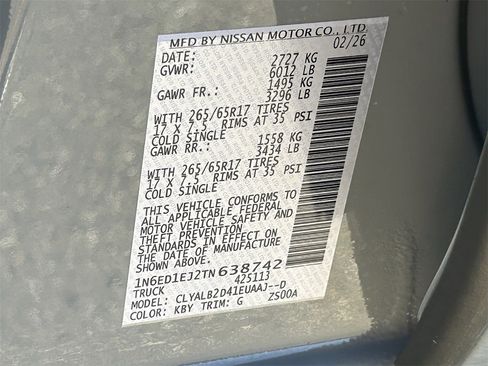 MFD BY NISSAN MOTOR CO., LTD.
DATE: 02/26
GVWR: 2727 KG
6012 LB
GAWR FR.: 1495 KG
3296 LB
WITH 265/65R17 TIRES
17 X 7.5 RIMS AT 35 PSI
COLD SINGLE
GAWR RR.: 1558 KG
3434 LB
WITH 265/65R17 TIRES
17 X 7.5 RIMS AT 35 PSI
COLD SINGLE
THIS VEHICLE CONFORMS TO
ALL APPLICABLE FEDERAL
MOTOR VEHICLE SAFETY AND
THEFT PREVENTION
STANDARDS IN EFFECT ON
THE DATE OF MANUFACTURE
SHOWN ABOVE.
1N6ED1EJ2TN638742
TRUCK 425113
MODEL: CLYALB2D41EUAAJ--D
COLOR: KBY TRIM: G ZS00A